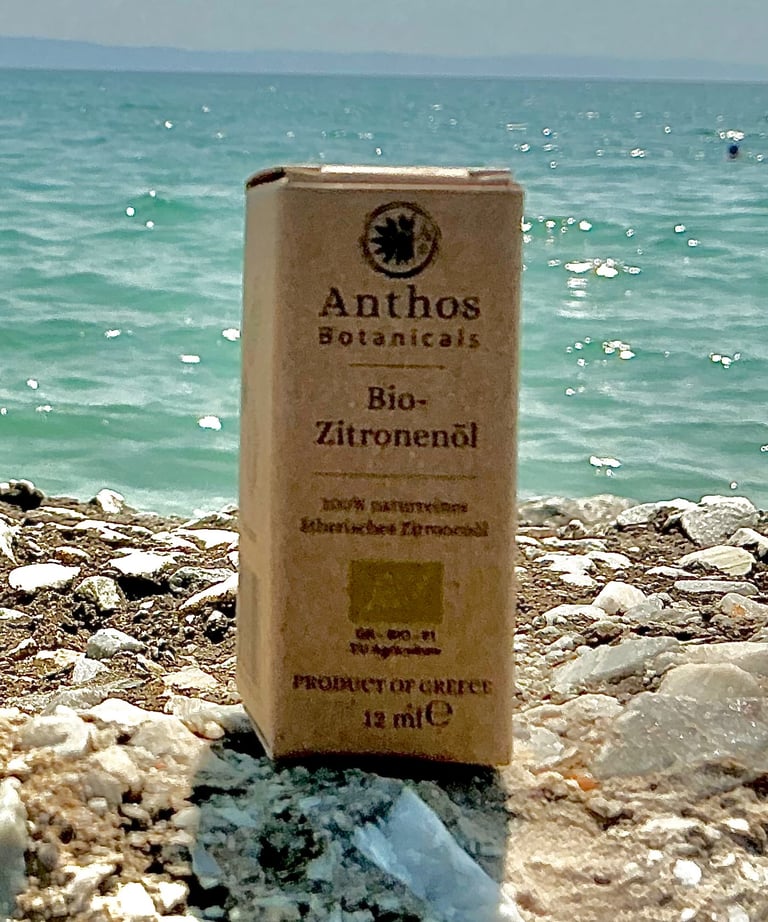 Anthos
Botanicals
Bio-
Zitronenöl
100% naturreines
ätherisches Zitronenöl
GR - BIO - 01
EU Agriculture
PRODUCT OF GREECE
12 ml ℮